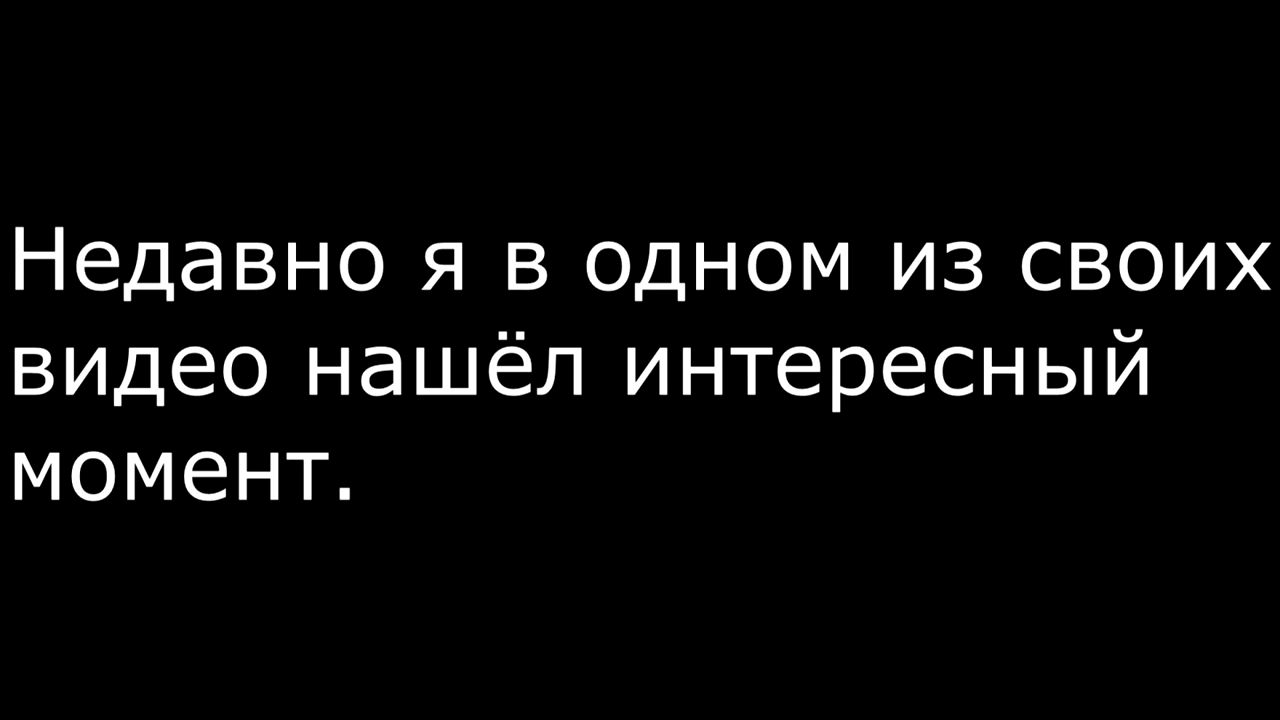 Недавно я в одном из своих
видео нашёл интересный
момент.